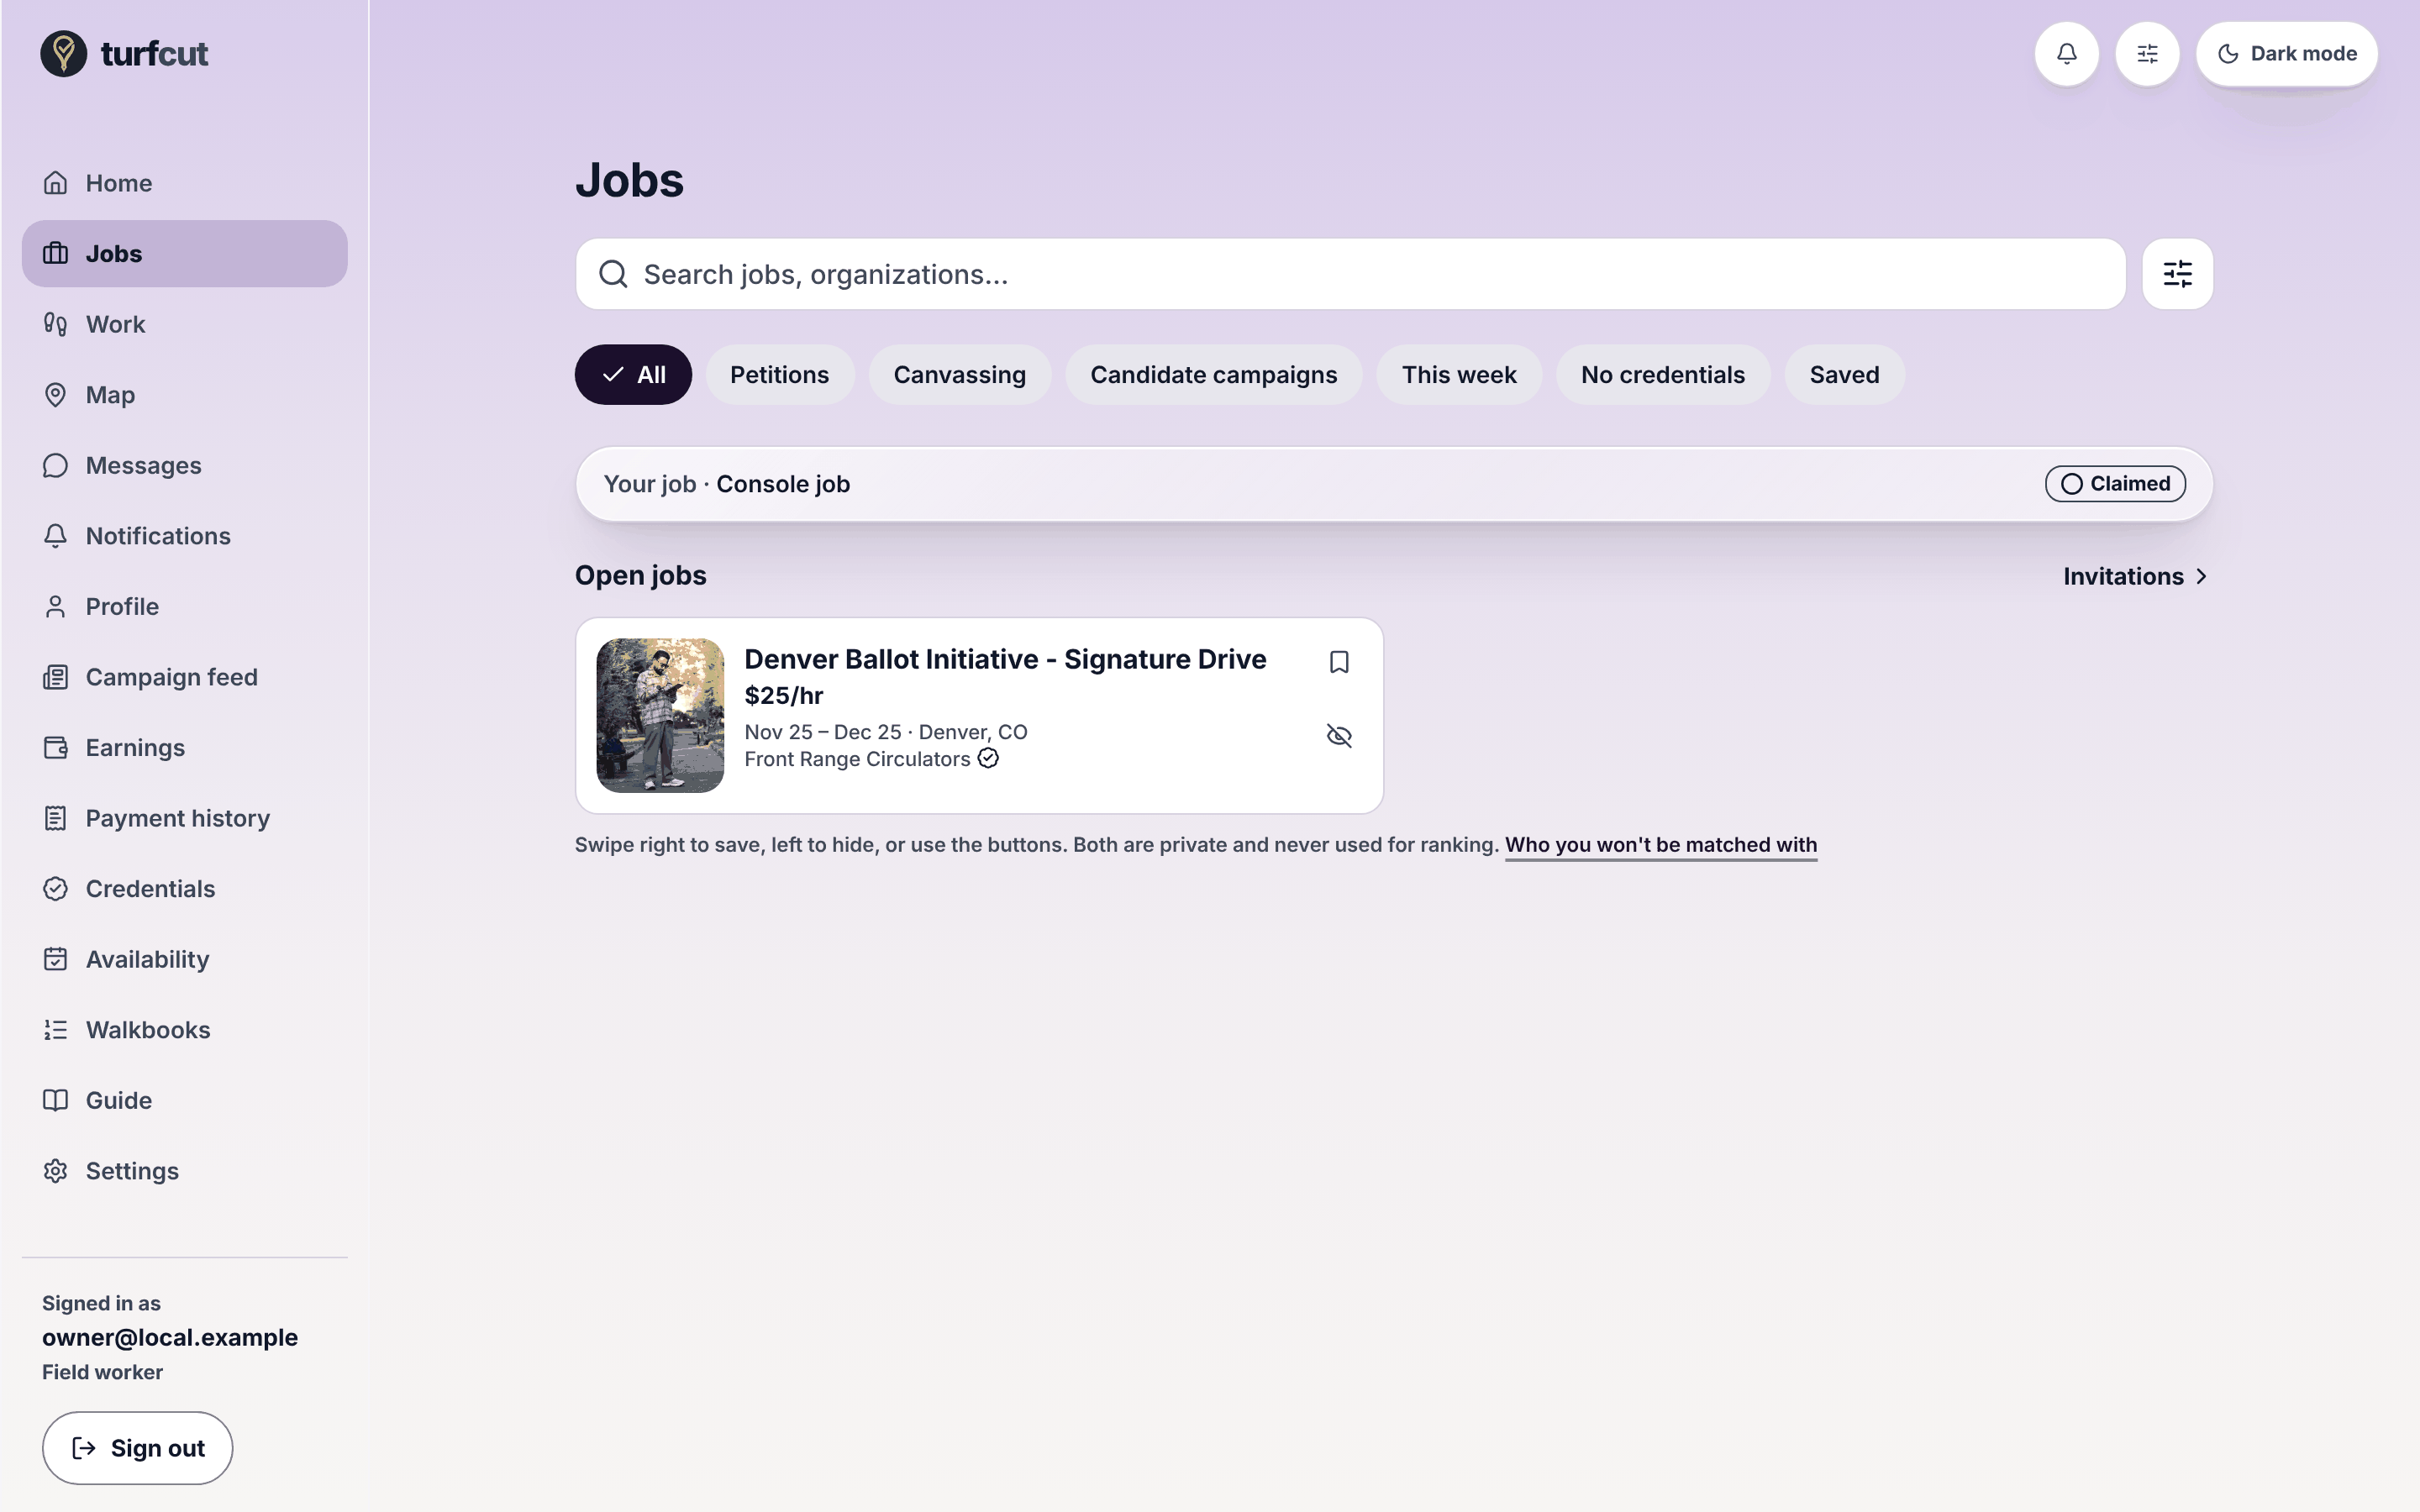 turfcut
Dark mode
Home
Jobs
Work
Map
Messages
Notifications
Profile
Campaign feed
Earnings
Payment history
Credentials
Availability
Walkbooks
Guide
Settings
Signed in as
owner@local.example
Field worker
Sign out
Jobs
Search jobs, organizations...
All
Petitions
Canvassing
Candidate campaigns
This week
No credentials
Saved
Your job · Console job
Claimed
Open jobs
Invitations
Denver Ballot Initiative - Signature Drive
$25/hr
Nov 25 – Dec 25 · Denver, CO
Front Range Circulators
Swipe right to save, left to hide, or use the buttons. Both are private and never used for ranking. Who you won't be matched with